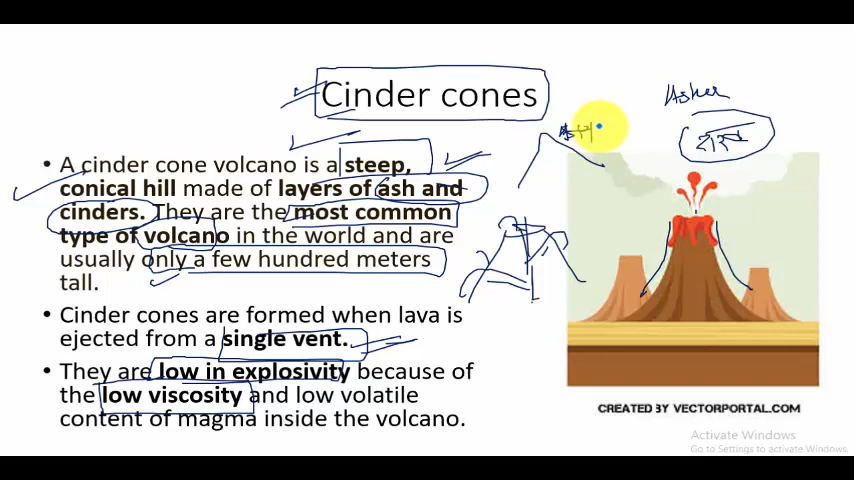 Cinder cones
Ashes
राख
• A cinder cone volcano is a steep,
conical hill made of layers of ash and
cinders. They are the most common
type of volcano in the world and are
usually only a few hundred meters
tall.
• Cinder cones are formed when lava is
ejected from a single vent.
• They are low in explosivity because of
the low viscosity and low volatile
content of magma inside the volcano.
CREATED BY VECTORPORTAL.COM
Activate Windows
Go to Settings to activate Windows.